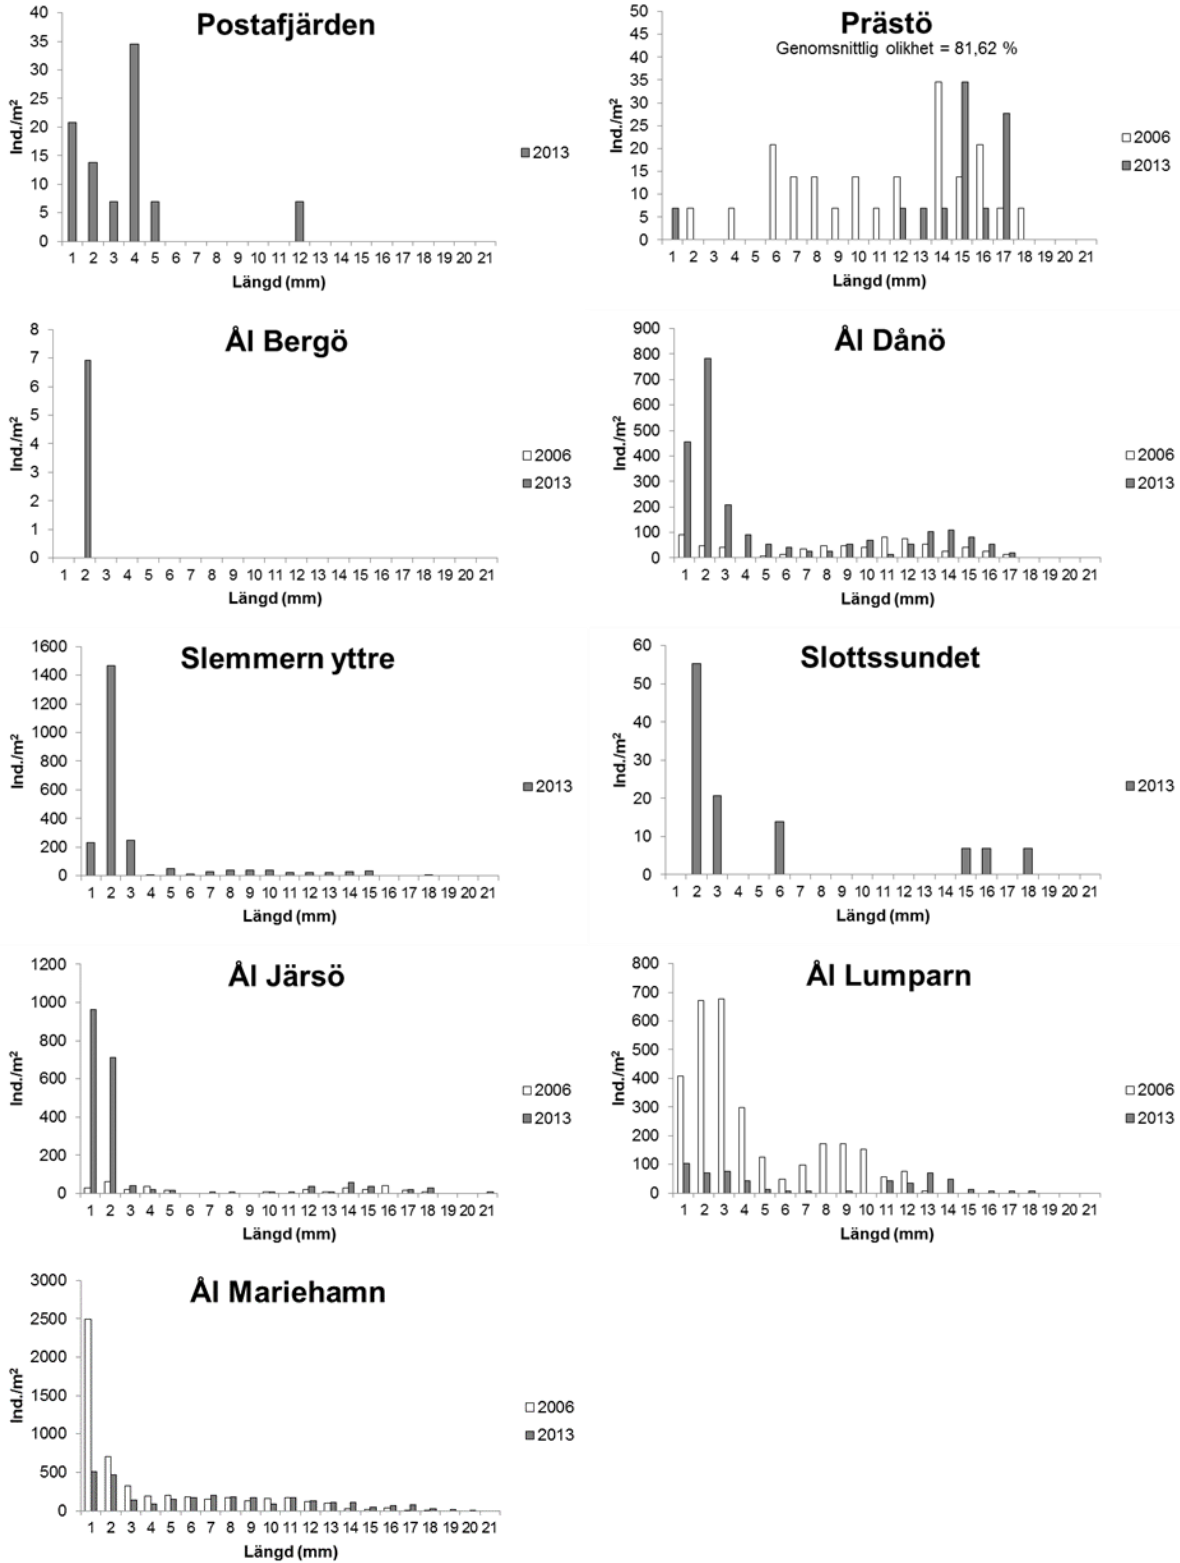 Postafjärden
40
35
30
25
20
15
10
5
0
Ind./m²
1 2 3 4 5 6 7 8 9 10 11 12 13 14 15 16 17 18 19 20 21
Längd (mm)
2013
Prästö
Genomsnittlig olikhet = 81,62 %
50
45
40
35
30
25
20
15
10
5
0
Ind./m²
1 2 3 4 5 6 7 8 9 10 11 12 13 14 15 16 17 18 19 20 21
Längd (mm)
2006
2013
Ål Bergö
8
7
6
5
4
3
2
1
0
Ind./m²
1 2 3 4 5 6 7 8 9 10 11 12 13 14 15 16 17 18 19 20 21
Längd (mm)
2006
2013
Ål Dånö
900
800
700
600
500
400
300
200
100
0
Ind./m²
1 2 3 4 5 6 7 8 9 10 11 12 13 14 15 16 17 18 19 20 21
Längd (mm)
2006
2013
Slemmern yttre
1600
1400
1200
1000
800
600
400
200
0
Ind./m²
1 2 3 4 5 6 7 8 9 10 11 12 13 14 15 16 17 18 19 20 21
Längd (mm)
2013
Slottssundet
60
50
40
30
20
10
0
Ind./m²
1 2 3 4 5 6 7 8 9 10 11 12 13 14 15 16 17 18 19 20 21
Längd (mm)
2013
Ål Järsö
1200
1000
800
600
400
200
0
Ind./m²
1 2 3 4 5 6 7 8 9 10 11 12 13 14 15 16 17 18 19 20 21
Längd (mm)
2006
2013
Ål Lumparn
800
700
600
500
400
300
200
100
0
Ind./m²
1 2 3 4 5 6 7 8 9 10 11 12 13 14 15 16 17 18 19 20 21
Längd (mm)
2006
2013
Ål Mariehamn
3000
2500
2000
1500
1000
500
0
Ind./m²
1 2 3 4 5 6 7 8 9 10 11 12 13 14 15 16 17 18 19 20 21
Längd (mm)
2006
2013